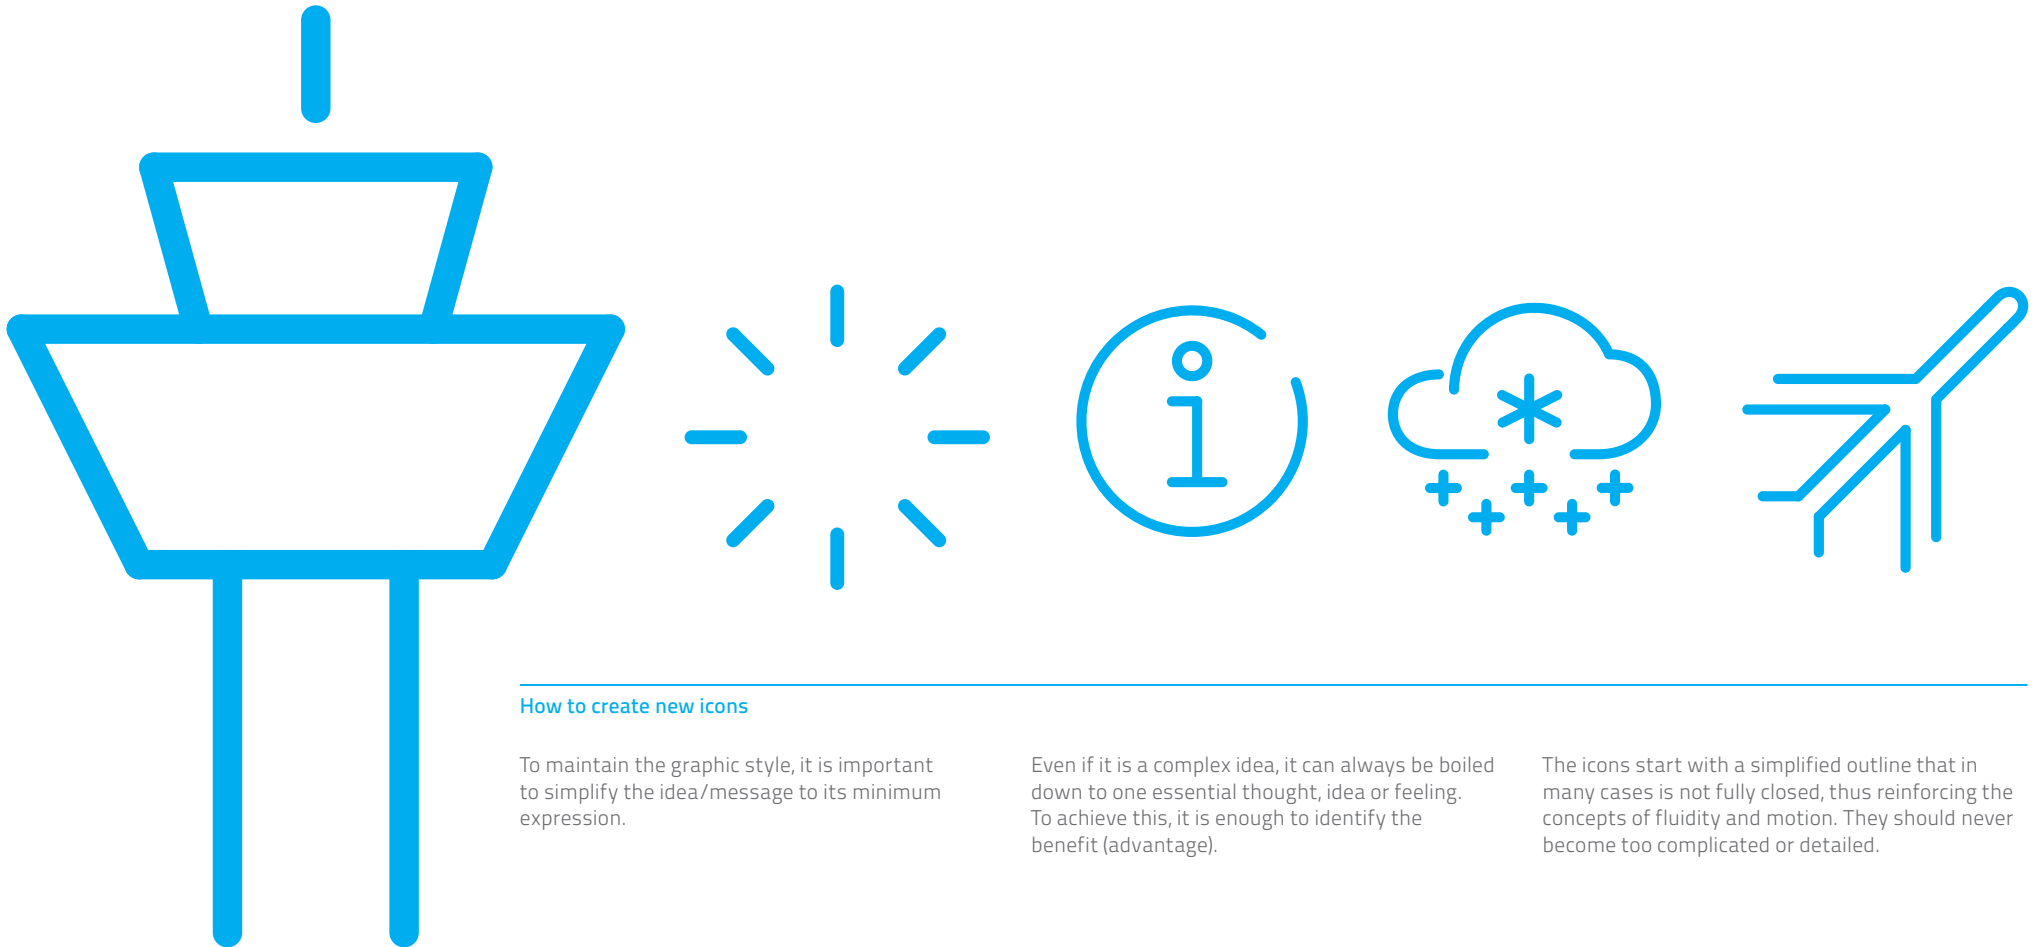 How to create new icons
To maintain the graphic style, it is important
to simplify the idea/message to its minimum
expression.
Even if it is a complex idea, it can always be boiled
down to one essential thought, idea or feeling.
To achieve this, it is enough to identify the
benefit (advantage).
The icons start with a simplified outline that in
many cases is not fully closed, thus reinforcing the
concepts of fluidity and motion. They should never
become too complicated or detailed.